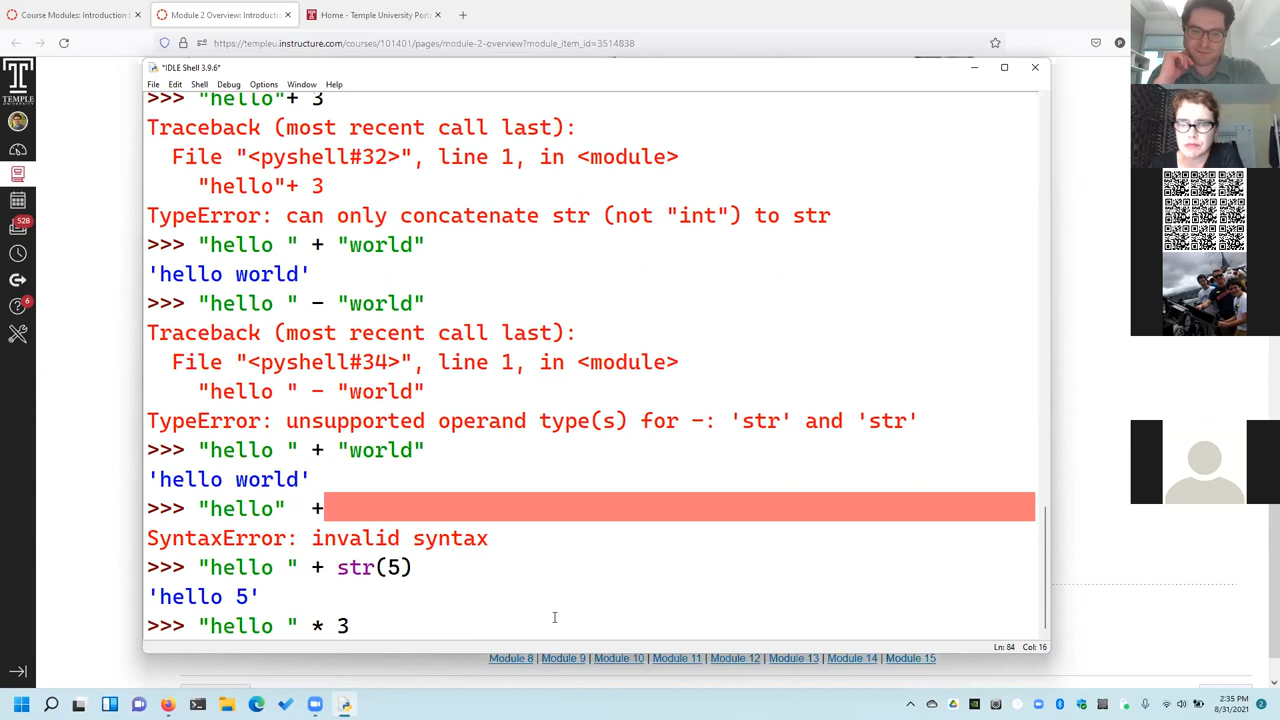 Course Modules: Introduction t
Module 2 Overview: Introductio
Home - Temple University Port
https://templeu.instructure.com/courses/101401/pages/module-2-overview?module_item_id=3514838
P
TEMPLE
UNIVERSITY
528
6
*IDLE Shell 3.9.6*
File Edit Shell Debug Options Window Help
>>> "hello"+ 3
Traceback (most recent call last):
File "<pyshell#32>", line 1, in <module>
"hello"+ 3
TypeError: can only concatenate str (not "int") to str
>>> "hello " + "world"
'hello world'
>>> "hello " - "world"
Traceback (most recent call last):
File "<pyshell#34>", line 1, in <module>
"hello " - "world"
TypeError: unsupported operand type(s) for -: 'str' and 'str'
>>> "hello " + "world"
'hello world'
>>> "hello"  +
SyntaxError: invalid syntax
>>> "hello " + str(5)
'hello 5'
>>> "hello " * 3
Ln: 84 Col: 16
Module 8 | Module 9 | Module 10 | Module 11 | Module 12 | Module 13 | Module 14 | Module 15
2:35 PM
8/31/2021
2